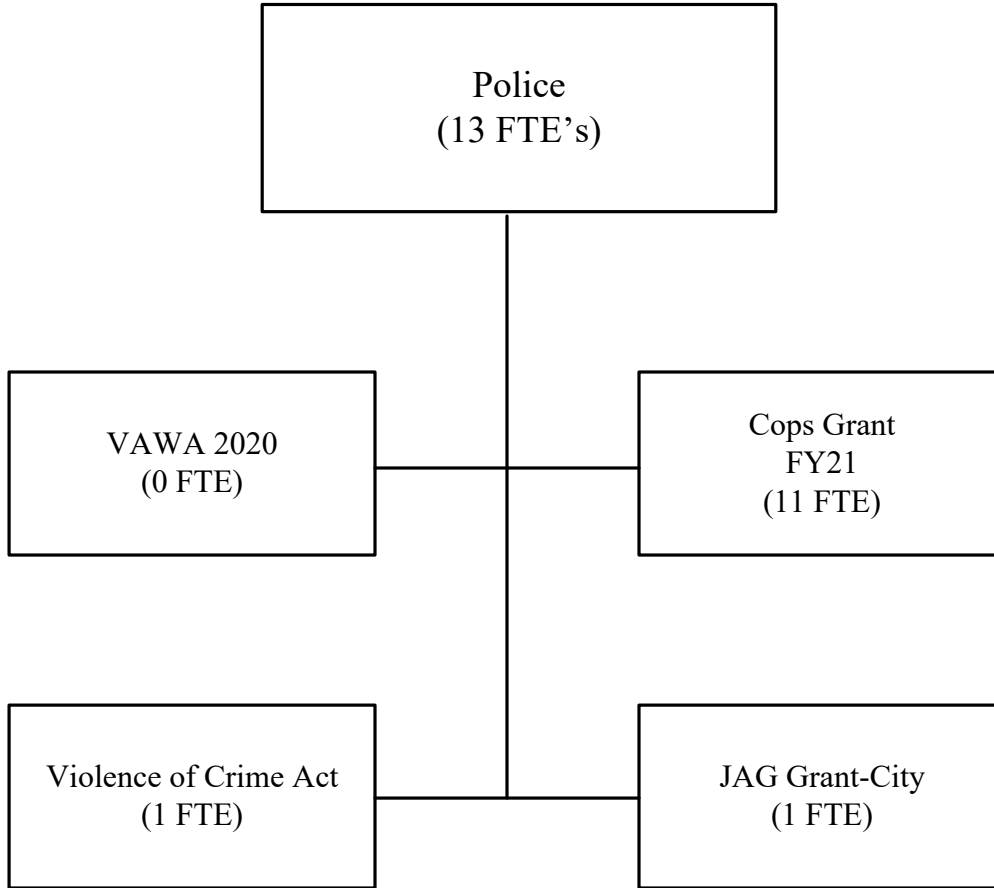 Police
(13 FTE’s)
VAWA 2020
(0 FTE)
Cops Grant
FY21
(11 FTE)
Violence of Crime Act
(1 FTE)
JAG Grant-City
(1 FTE)